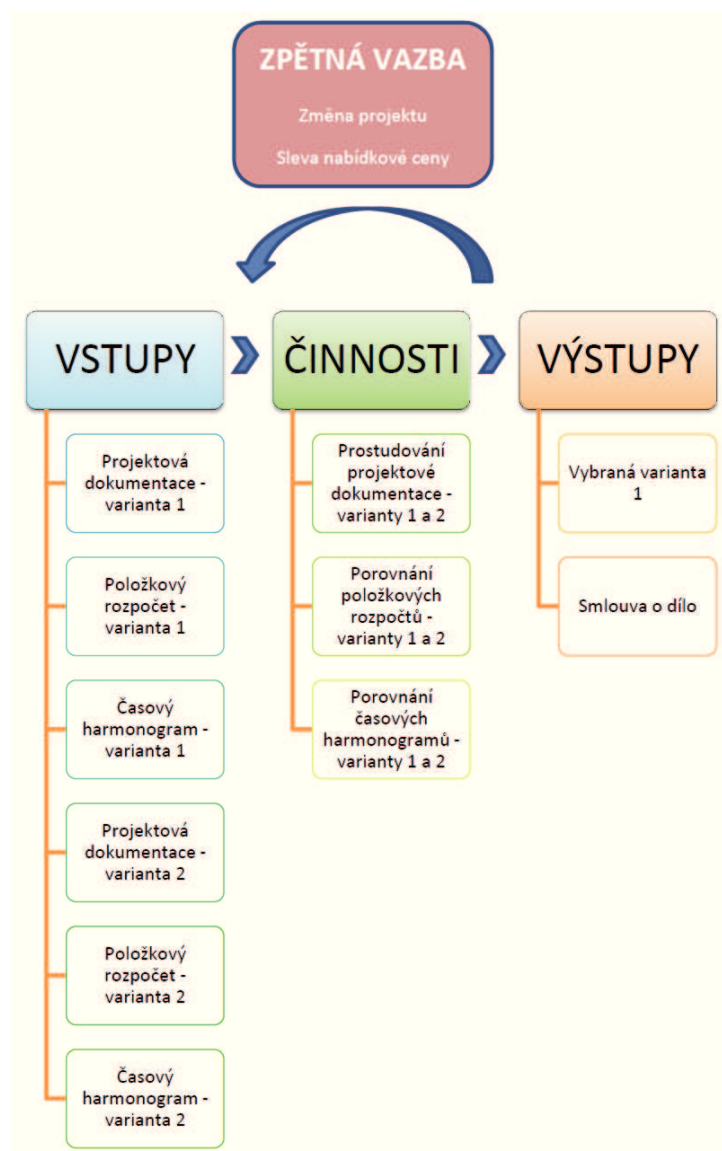 ZPĚTNÁ VAZBA
Změna projektu
Sleva nabídkové ceny
VSTUPY
ČINNOSTI
VÝSTUPY
Projektová
dokumentace -
varianta 1
Položkový
rozpočet -
varianta 1
Časový
harmonogram -
varianta 1
Projektová
dokumentace -
varianta 2
Položkový
rozpočet -
varianta 2
Časový
harmonogram -
varianta 2
Prostudování
projektové
dokumentace -
varianty 1 a 2
Porovnání
položkových
rozpočtů -
varianty 1 a 2
Porovnání
časových
harmonogramů -
varianty 1 a 2
Vybraná varianta
1
Smlouva o dílo